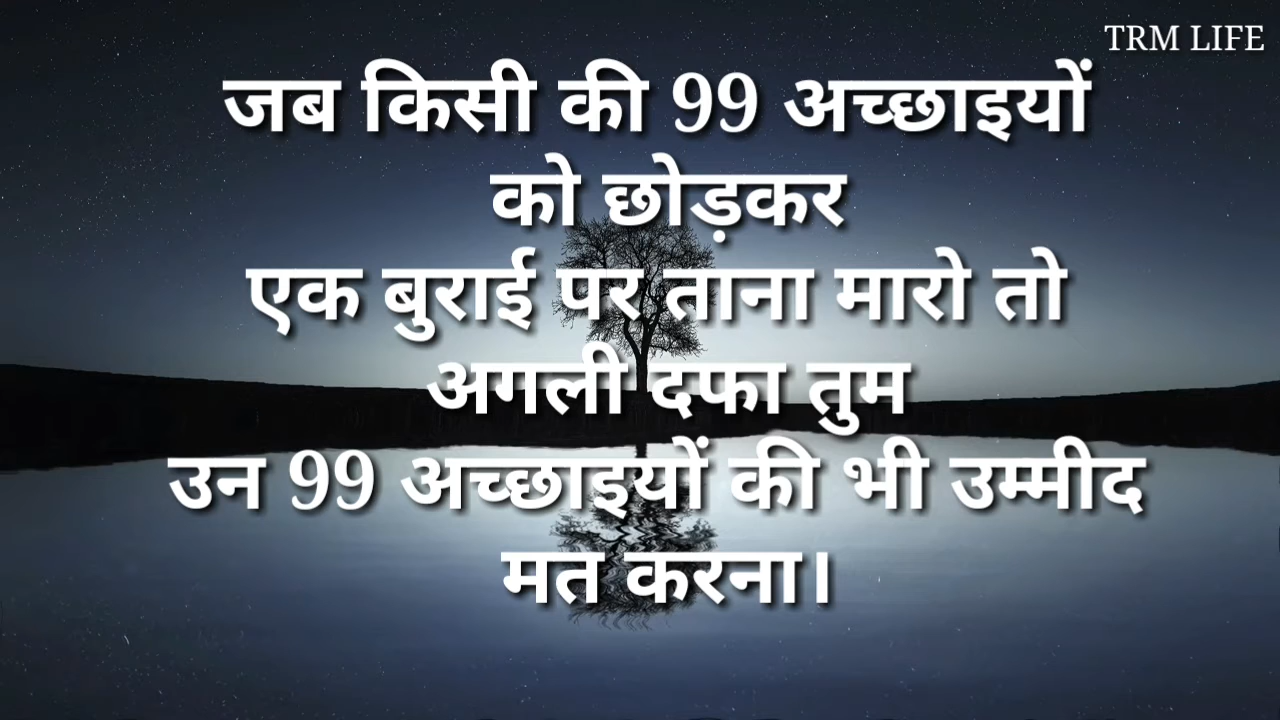 TRM LIFE
जब किसी की 99 अच्छाइयों
को छोड़कर
एक बुराई पर ताना मारो तो
अगली दफा तुम
उन 99 अच्छाइयों की भी उम्मीद
मत करना।